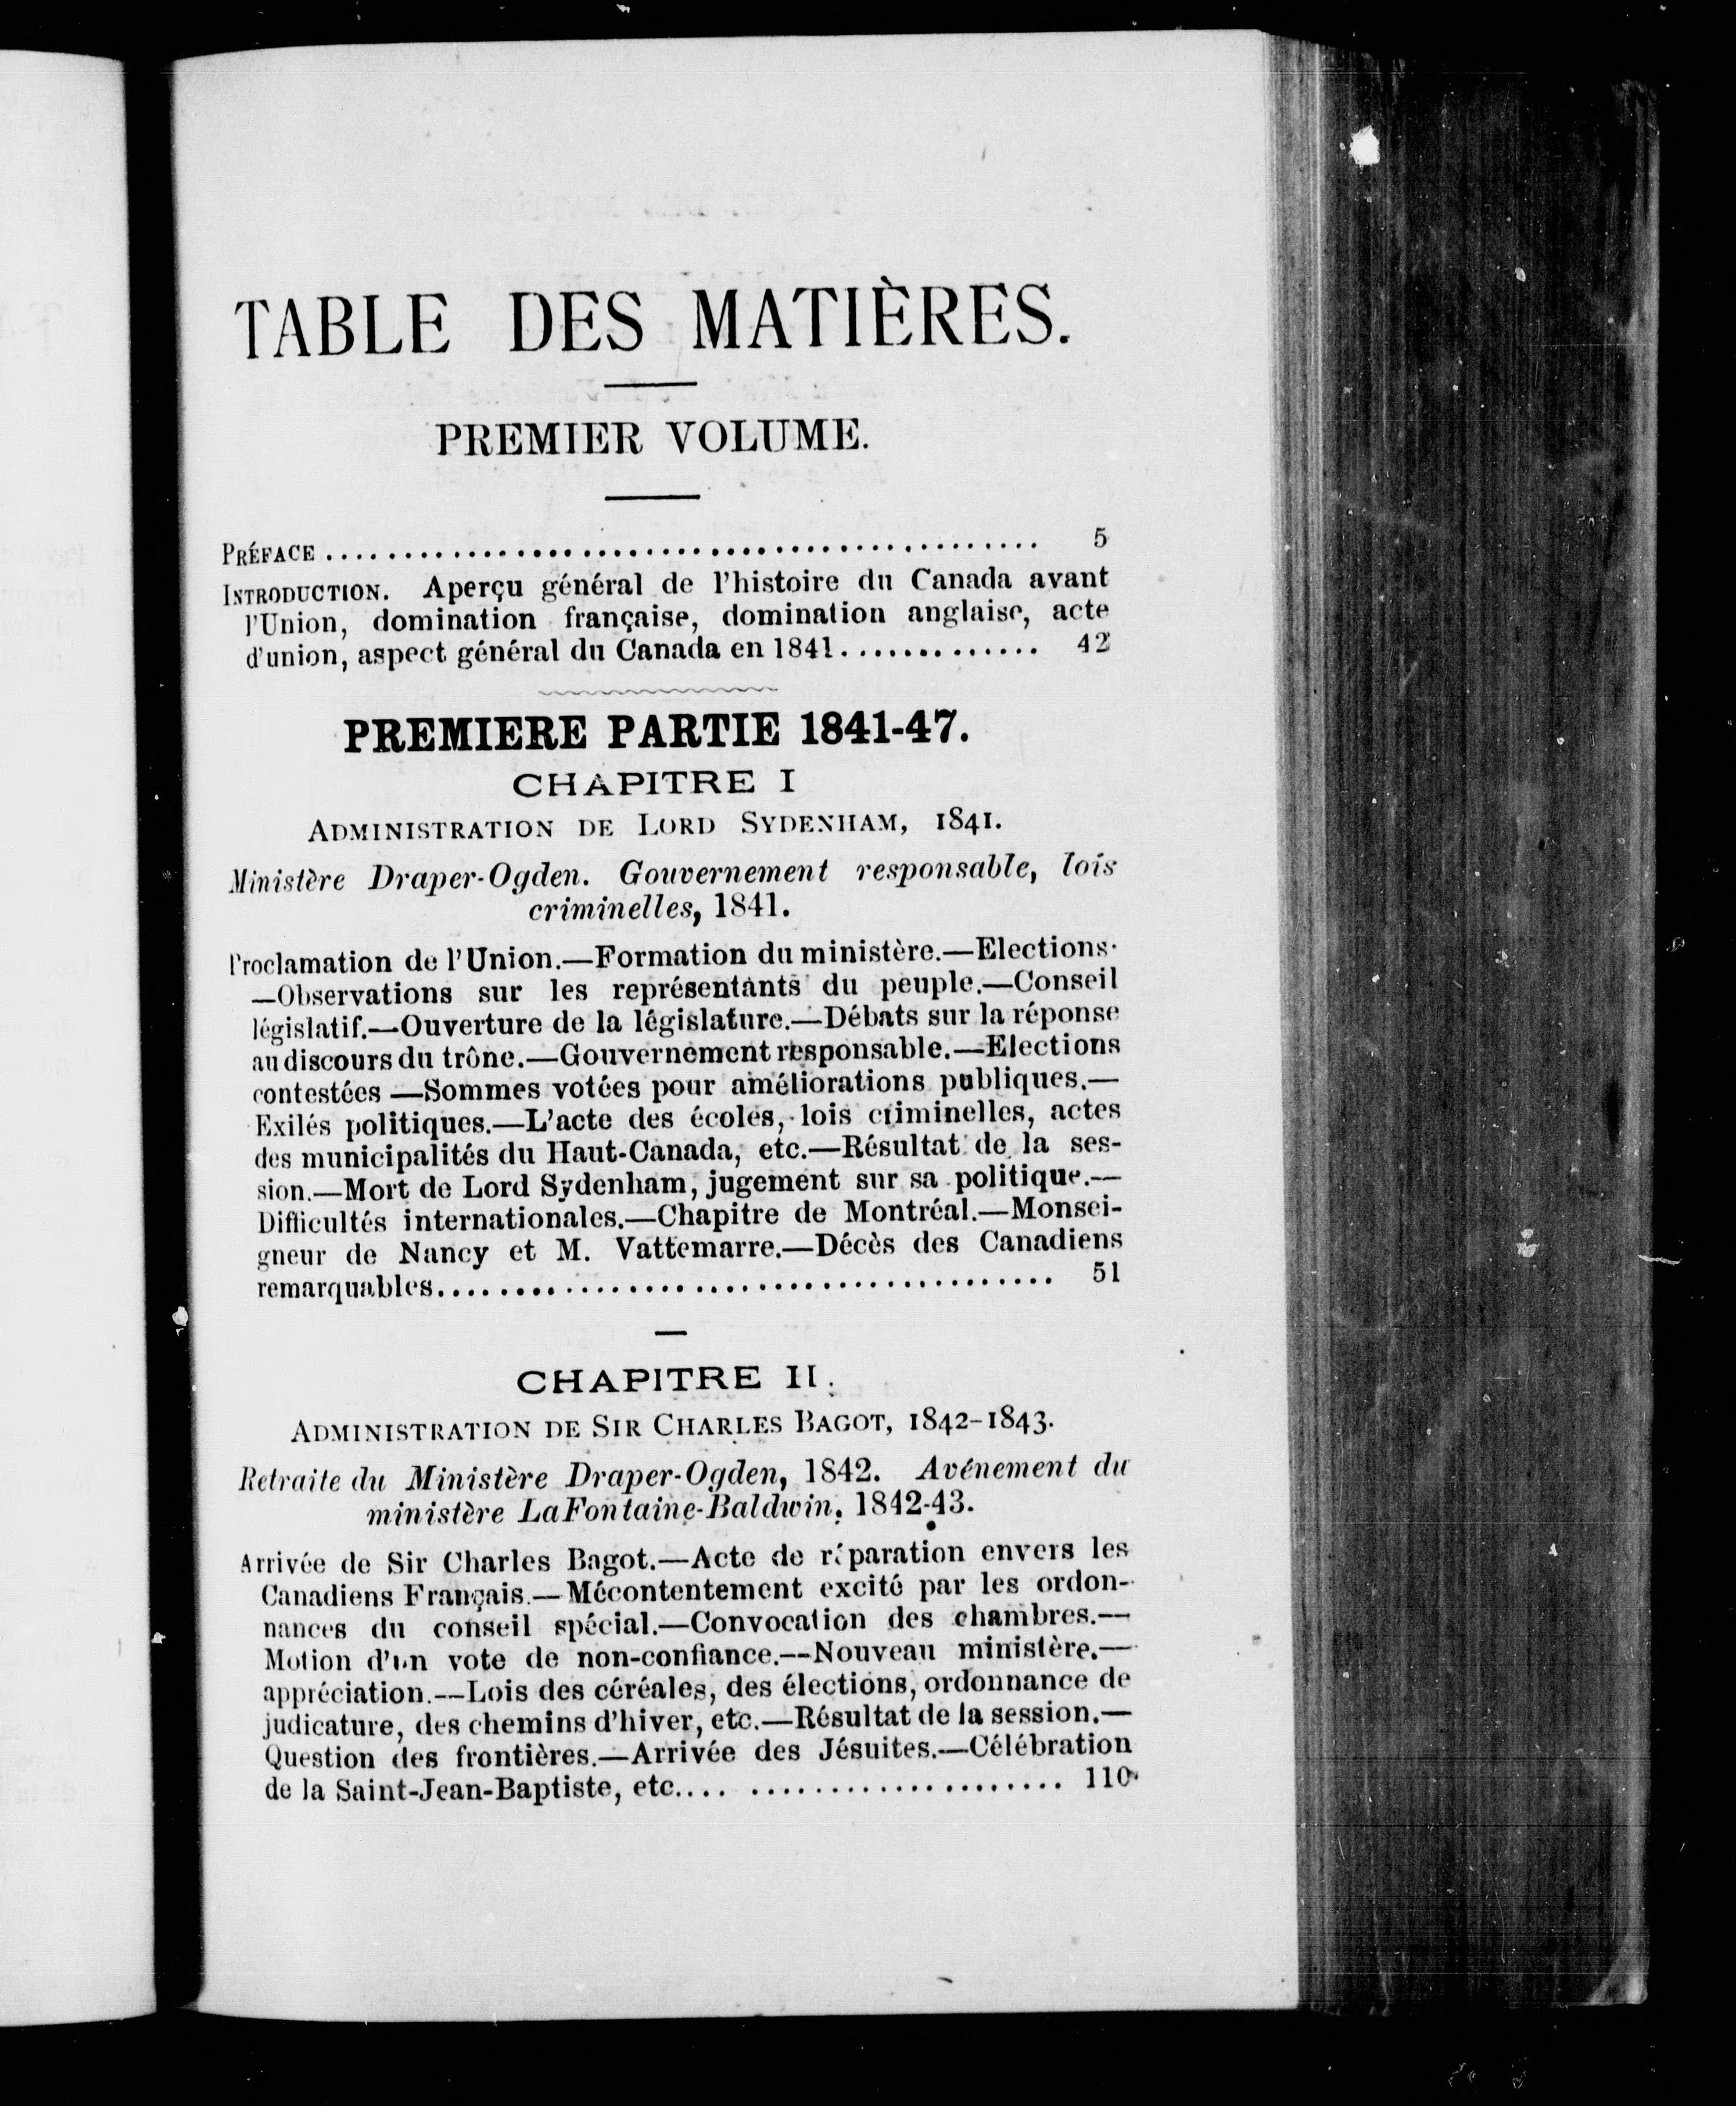 TABLE DES MATIÈRES.
PREMIER VOLUME.
PRÉFACE ............................................. 5
INTRODUCTION. Aperçu général de l'histoire du Canada avant
l'Union, domination française, domination anglaise, acte
d'union, aspect général du Canada en 1841.............. 42
PREMIERE PARTIE 1841-47.
CHAPITRE I
ADMINISTRATION DE LORD SYDENHAM, 1841.
Ministère Draper-Ogden. Gouvernement responsable, lois
criminelles, 1841.
Proclamation de l'Union.—Formation du ministère.—Elections.
—Observations sur les représentants du peuple.—Conseil
législatif.—Ouverture de la législature.—Débats sur la réponse
au discours du trône.—Gouvernement responsable.—Elections
contestées —Sommes votées pour améliorations publiques.—
Exilés politiques.—L'acte des écoles, lois criminelles, actes
des municipalités du Haut-Canada, etc.—Résultat de la ses-
sion.—Mort de Lord Sydenham, jugement sur sa politique.—
Difficultés internationales.—Chapitre de Montréal.—Monsei-
gneur de Nancy et M. Vattemarre.—Décès des Canadiens
remarquables....................................... 51
CHAPITRE II.
ADMINISTRATION DE SIR CHARLES BAGOT, 1842-1843.
Retraite du Ministère Draper-Ogden, 1842. Avénement du
ministère LaFontaine-Baldwin, 1842-43.
Arrivée de Sir Charles Bagot.—Acte de réparation envers les
Canadiens Français.—Mécontentement excité par les ordon-
nances du conseil spécial.—Convocation des chambres.—
Motion d'un vote de non-confiance.—Nouveau ministère.—
appréciation.—Lois des céréales, des élections, ordonnance de
judicature, des chemins d'hiver, etc.—Résultat de la session.—
Question des frontières.—Arrivée des Jésuites.—Célébration
de la Saint-Jean-Baptiste, etc.... .................... 110